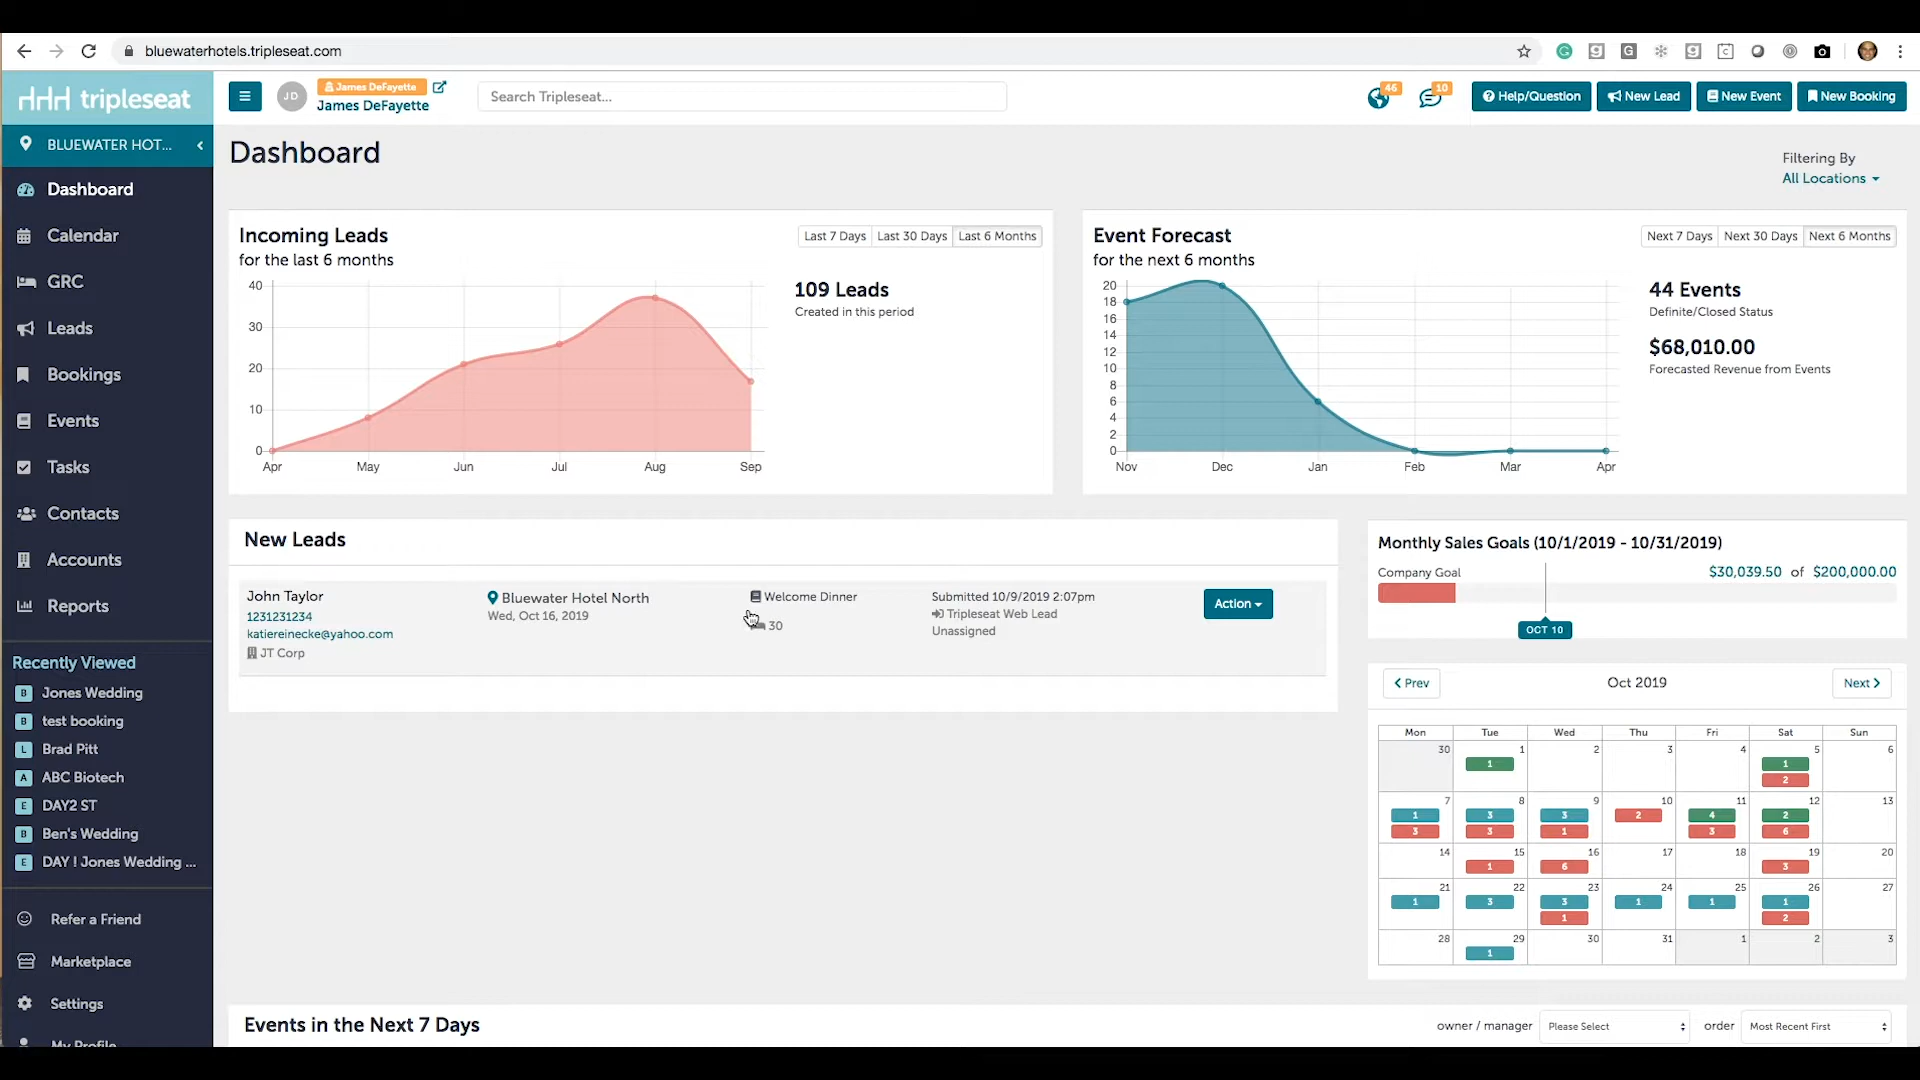 bluewaterhotels.tripleseat.com
tripleseat
JD
James DeFayette
James DeFayette
Search Tripleseat...
46
10
Help/Question
New Lead
New Event
New Booking
BLUEWATER HOT...
Dashboard
Calendar
GRC
Leads
Bookings
Events
Tasks
Contacts
Accounts
Reports
Recently Viewed
B Jones Wedding
B test booking
L Brad Pitt
A ABC Biotech
E DAY2 ST
B Ben's Wedding
E DAY ! Jones Wedding ...
Refer a Friend
Marketplace
Settings
My Profile
Dashboard
Filtering By
All Locations
Incoming Leads
for the last 6 months
Last 7 Days Last 30 Days Last 6 Months
109 Leads
Created in this period
40
30
20
10
0
Apr May Jun Jul Aug Sep
Event Forecast
for the next 6 months
Next 7 Days Next 30 Days Next 6 Months
44 Events
Definite/Closed Status
$68,010.00
Forecasted Revenue from Events
20
18
16
14
12
10
8
6
4
2
0
Nov Dec Jan Feb Mar Apr
New Leads
John Taylor
1231231234
katiereinecke@yahoo.com
JT Corp
Bluewater Hotel North
Wed, Oct 16, 2019
Welcome Dinner
30
Submitted 10/9/2019 2:07pm
Tripleseat Web Lead
Unassigned
Action
Monthly Sales Goals (10/1/2019 - 10/31/2019)
Company Goal $30,039.50 of $200,000.00
OCT 10
Prev Oct 2019 Next
Mon Tue Wed Thu Fri Sat Sun
30 1 2 3 4 5 6
1 1
2
7 8 9 10 11 12 13
1 3 3 2 4 2
3 3 1 3 6
14 15 16 17 18 19 20
1 6 3
21 22 23 24 25 26 27
1 3 3 1 1 1
1 2
28 29 30 31 1 2 3
1
Events in the Next 7 Days
owner / manager Please Select order Most Recent First